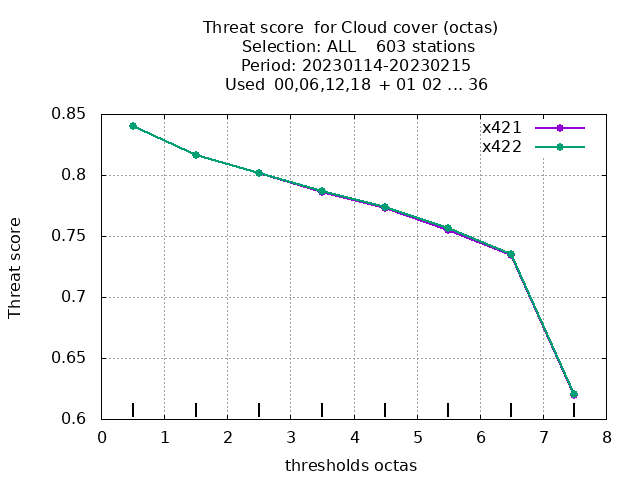 Threat score  for Cloud cover (octas)
Selection: ALL    603 stations
Period: 20230114-20230215
Used  00,06,12,18 + 01 02 ... 36
x421
x422
0.85
0.8
0.75
0.7
0.65
0.6
Threat score
0 1 2 3 4 5 6 7 8
thresholds octas